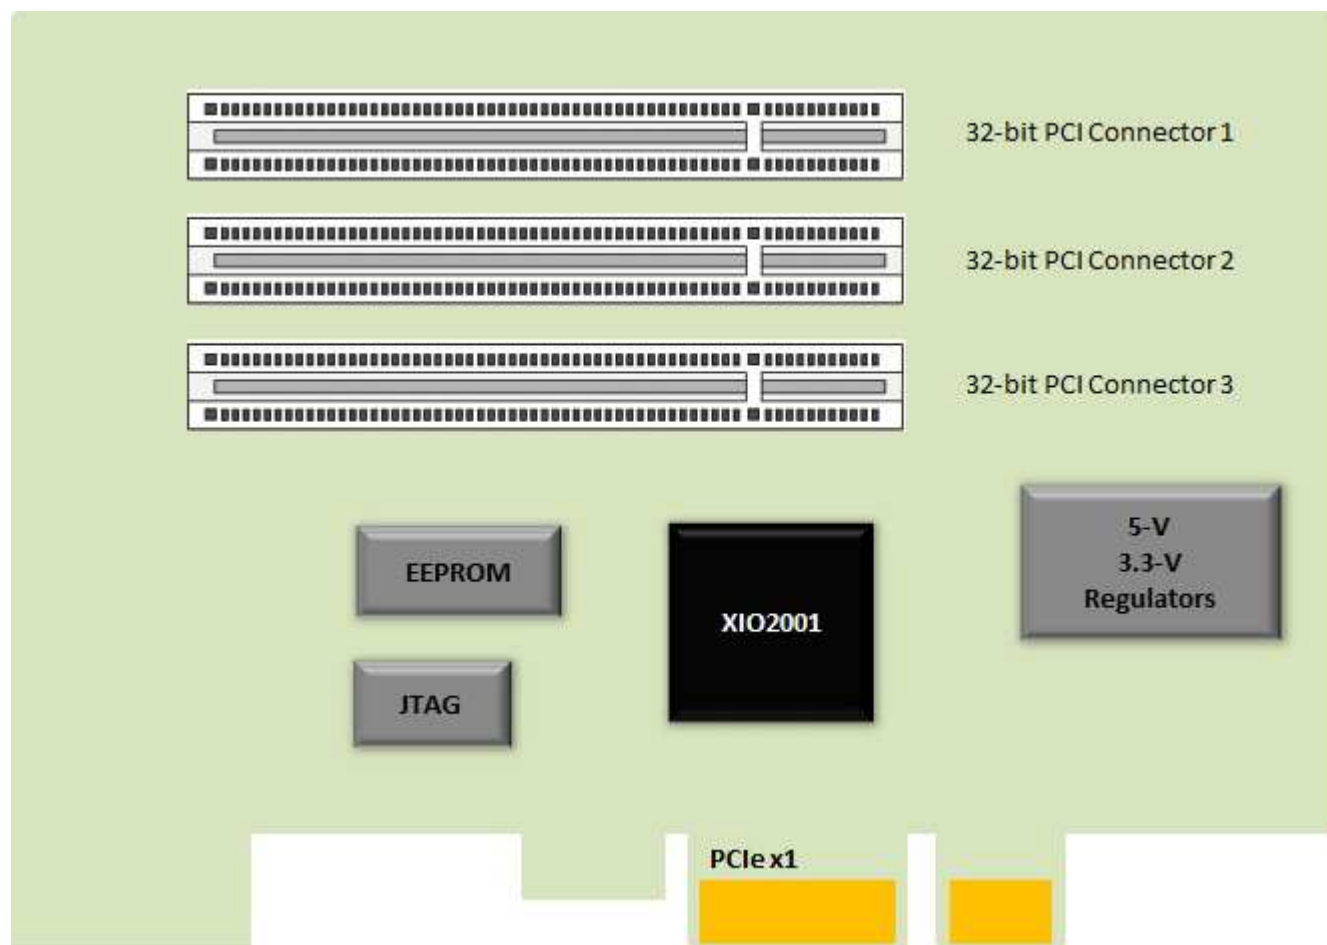 32-bit PCI Connector 1
32-bit PCI Connector 2
32-bit PCI Connector 3
5-V
3.3-V
Regulators
EEPROM
XIO2001
JTAG
PCIe x1